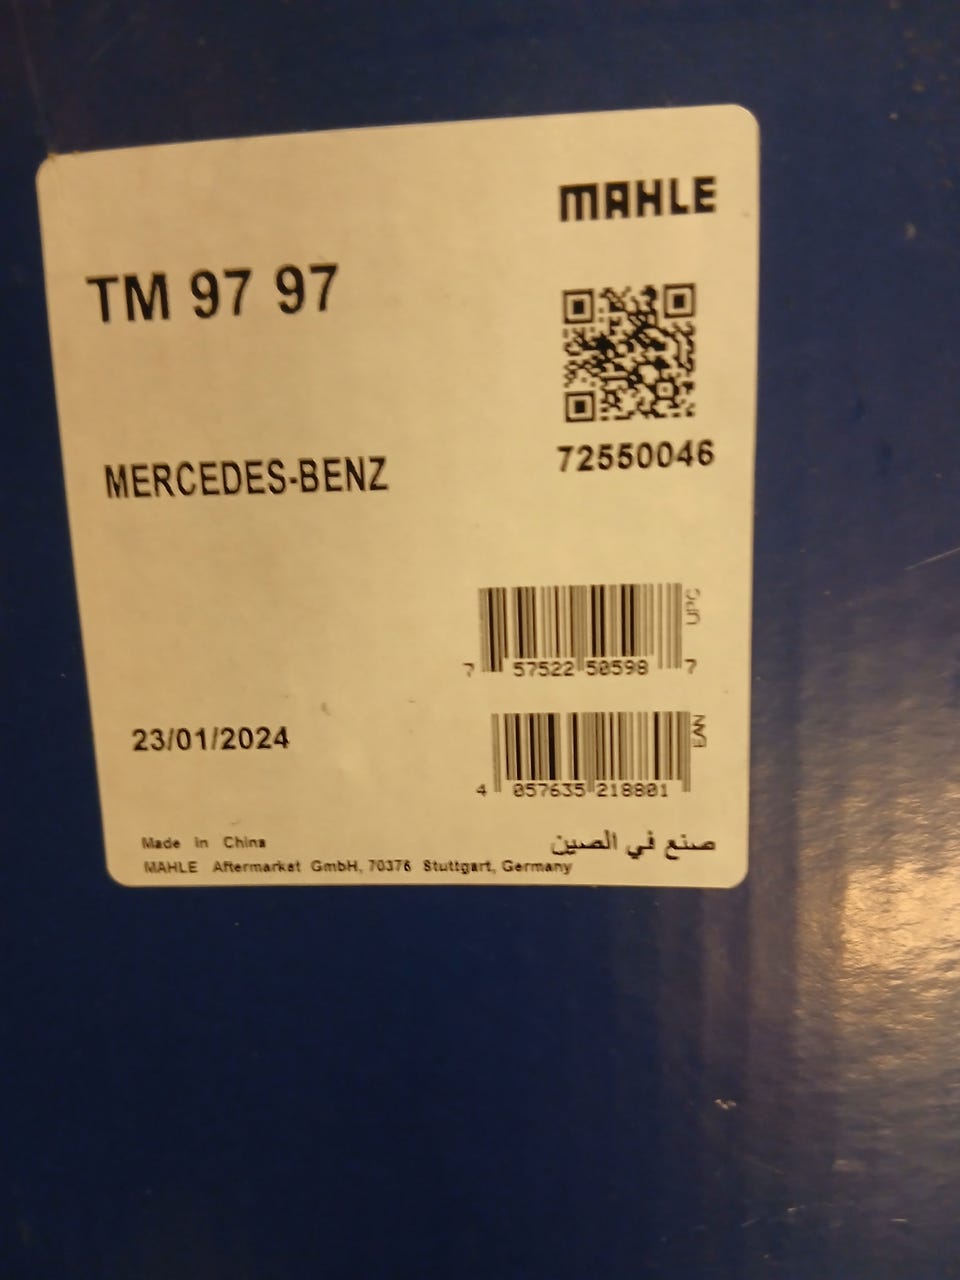 MAHLE
TM 97 97
72550046
MERCEDES-BENZ
UPC
7 57522 50598 7
EAN
4 057635 218801
23/01/2024
Made In China
صنع في الصين
MAHLE Aftermarket GmbH, 70376 Stuttgart, Germany